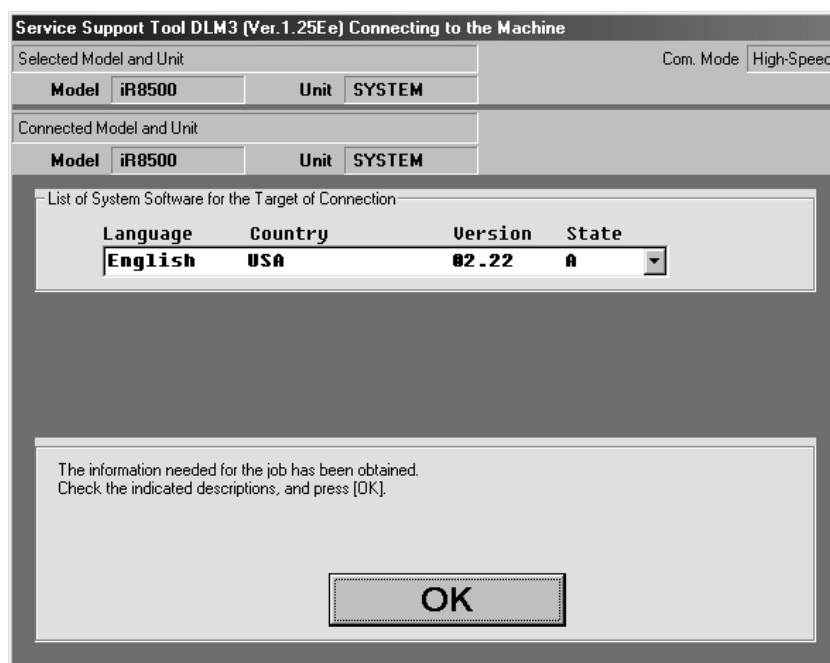 Service Support Tool DLM3 (Ver.1.25Ee) Connecting to the Machine
Selected Model and Unit Com. Mode High-Speed
Model iR8500 Unit SYSTEM
Connected Model and Unit
Model iR8500 Unit SYSTEM
List of System Software for the Target of Connection
Language Country Version State
English USA 02.22 A
The information needed for the job has been obtained.
Check the indicated descriptions, and press [OK].
OK